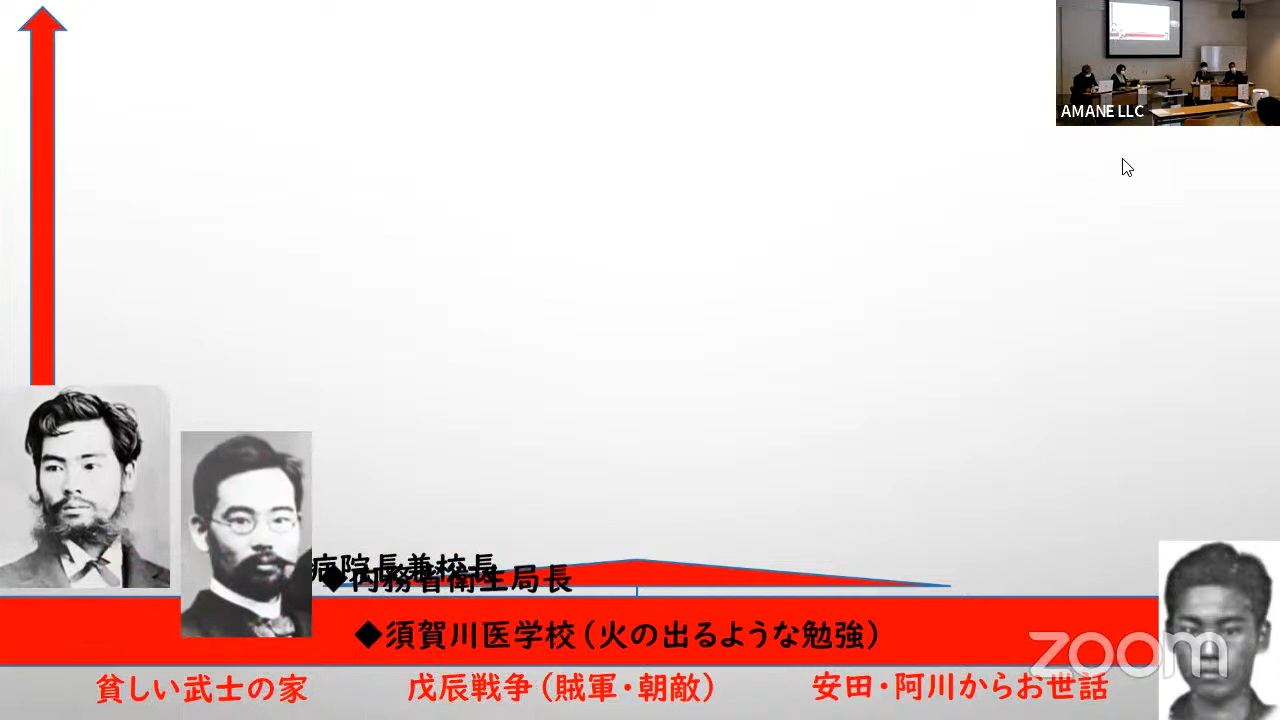 AMANE LLC
病院長兼校長
◆内務省衛生局長
◆須賀川医学校（火の出るような勉強）
zoom
貧しい武士の家
戊辰戦争（賊軍・朝敵）
安田・阿川からお世話